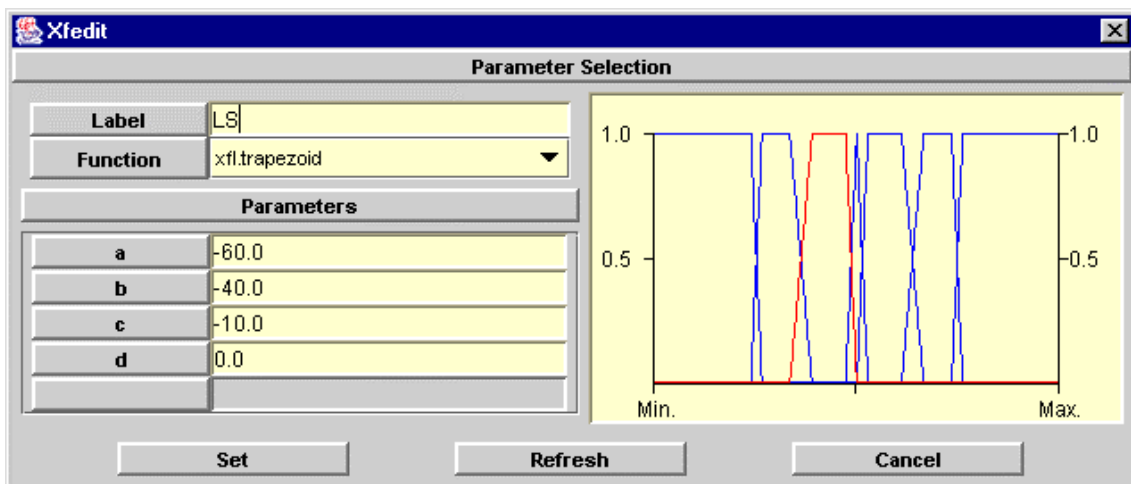 Xfedit
Parameter Selection
Label LS
Function xfl.trapezoid
Parameters
a -60.0
b -40.0
c -10.0
d 0.0
1.0 1.0
0.5 0.5
Min. Max.
Set Refresh Cancel